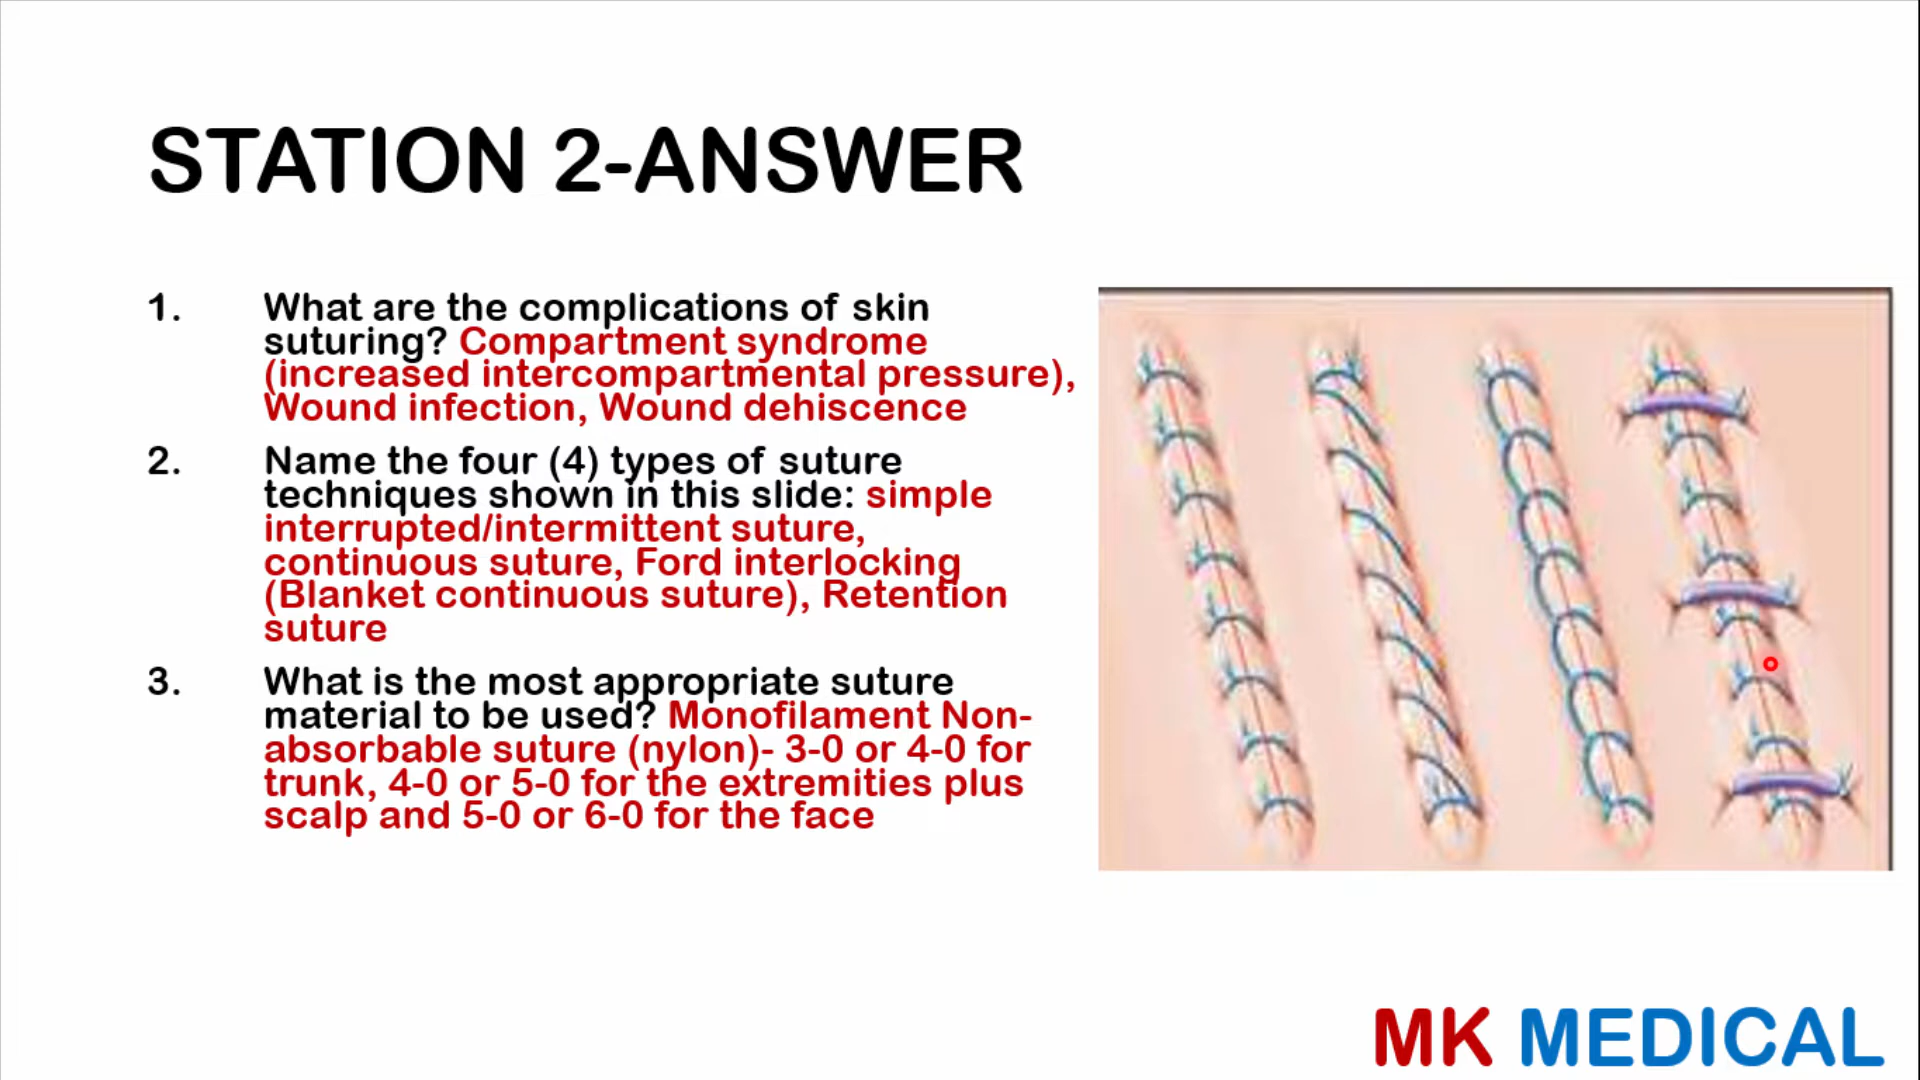 STATION 2-ANSWER
1. What are the complications of skin
suturing? Compartment syndrome
(increased intercompartmental pressure),
Wound infection, Wound dehiscence
2. Name the four (4) types of suture
techniques shown in this slide: simple
interrupted/intermittent suture,
continuous suture, Ford interlocking
(Blanket continuous suture), Retention
suture
3. What is the most appropriate suture
material to be used? Monofilament Non-
absorbable suture (nylon)- 3-0 or 4-0 for
trunk, 4-0 or 5-0 for the extremities plus
scalp and 5-0 or 6-0 for the face
MK MEDICAL